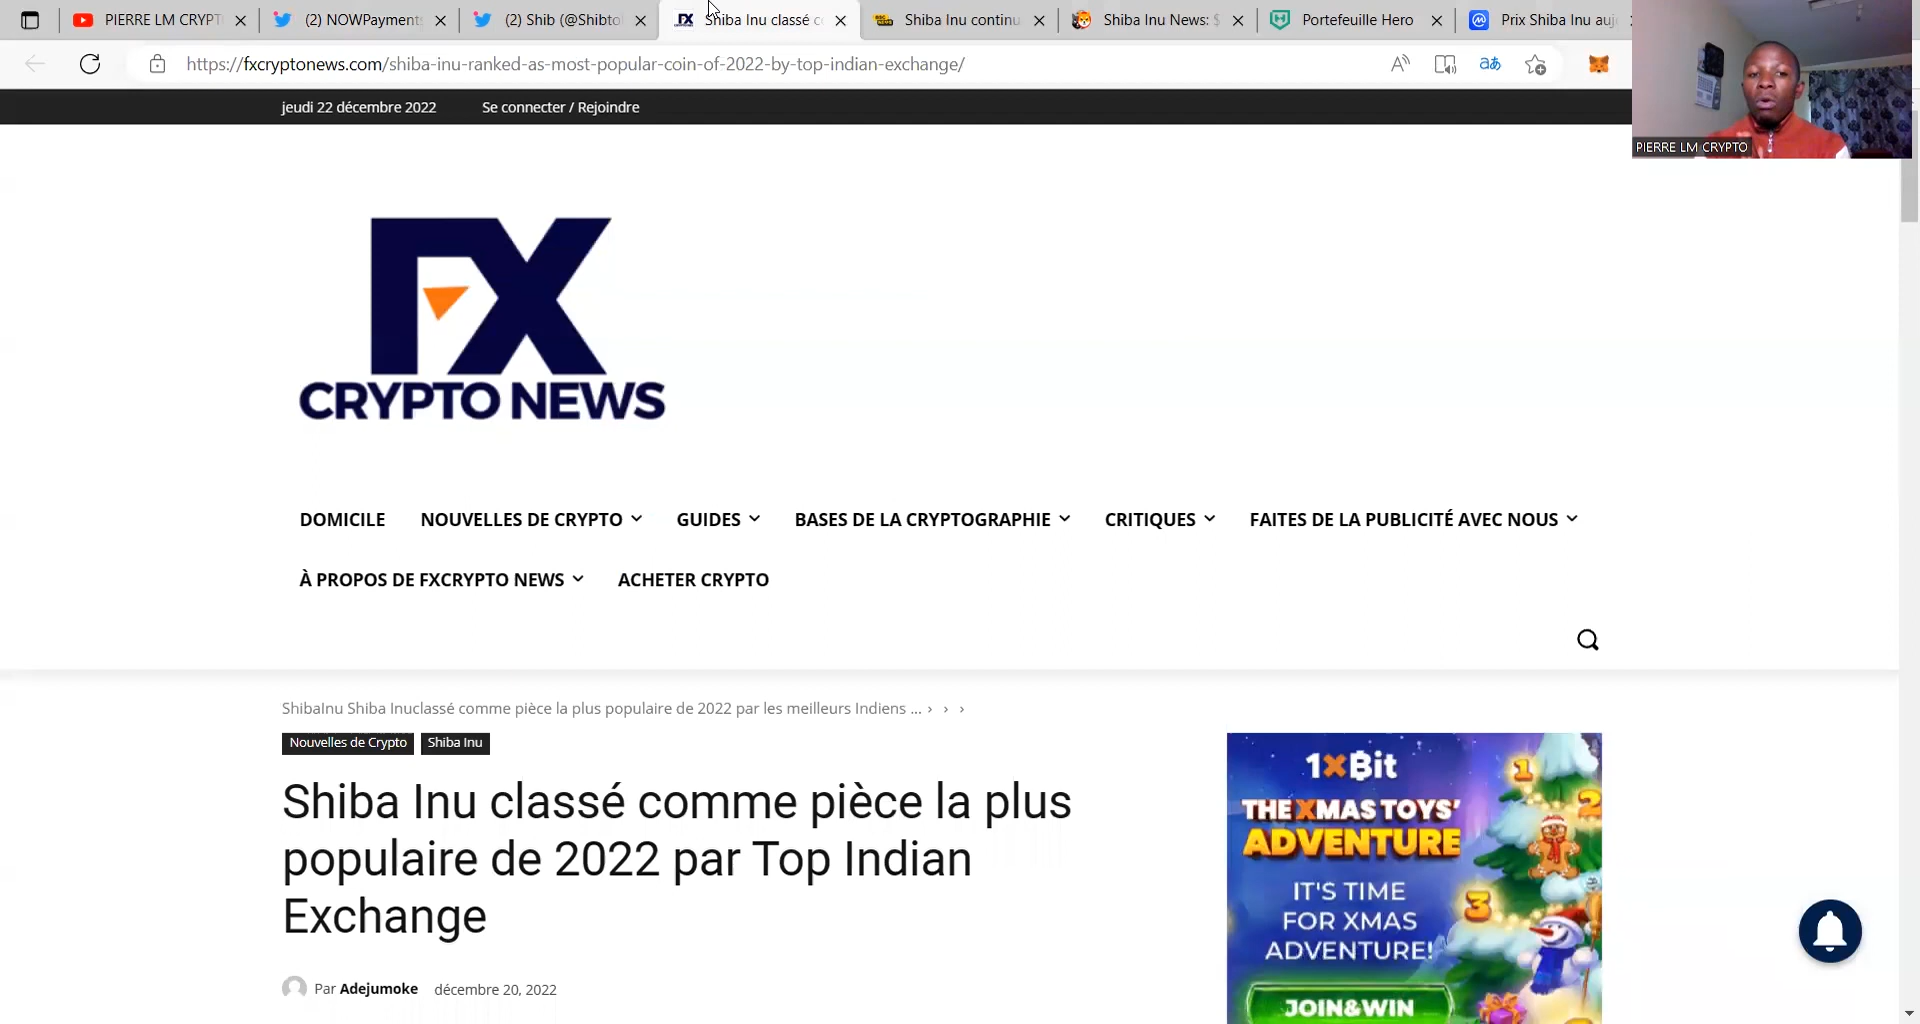 PIERRE LM CRYPT
(2) NOWPayment
(2) Shib (@Shibto
Shiba Inu classé c
Shiba Inu continu
Shiba Inu News: $
Portefeuille Hero
Prix Shiba Inu auj
https://fxcryptonews.com/shiba-inu-ranked-as-most-popular-coin-of-2022-by-top-indian-exchange/
PIERRE LM CRYPTO
jeudi 22 décembre 2022
Se connecter / Rejoindre
FX
CRYPTO NEWS
DOMICILE
NOUVELLES DE CRYPTO
GUIDES
BASES DE LA CRYPTOGRAPHIE
CRITIQUES
FAITES DE LA PUBLICITÉ AVEC NOUS
À PROPOS DE FXCRYPTO NEWS
ACHETER CRYPTO
ShibaInu Shiba Inuclassé comme pièce la plus populaire de 2022 par les meilleurs Indiens ... › › ›
Nouvelles de Crypto
Shiba Inu
Shiba Inu classé comme pièce la plus
populaire de 2022 par Top Indian
Exchange
Par Adejumoke
décembre 20, 2022
1xBit
THE XMAS TOYS'
ADVENTURE
IT'S TIME
FOR XMAS
ADVENTURE!
JOIN&WIN
1
2
3